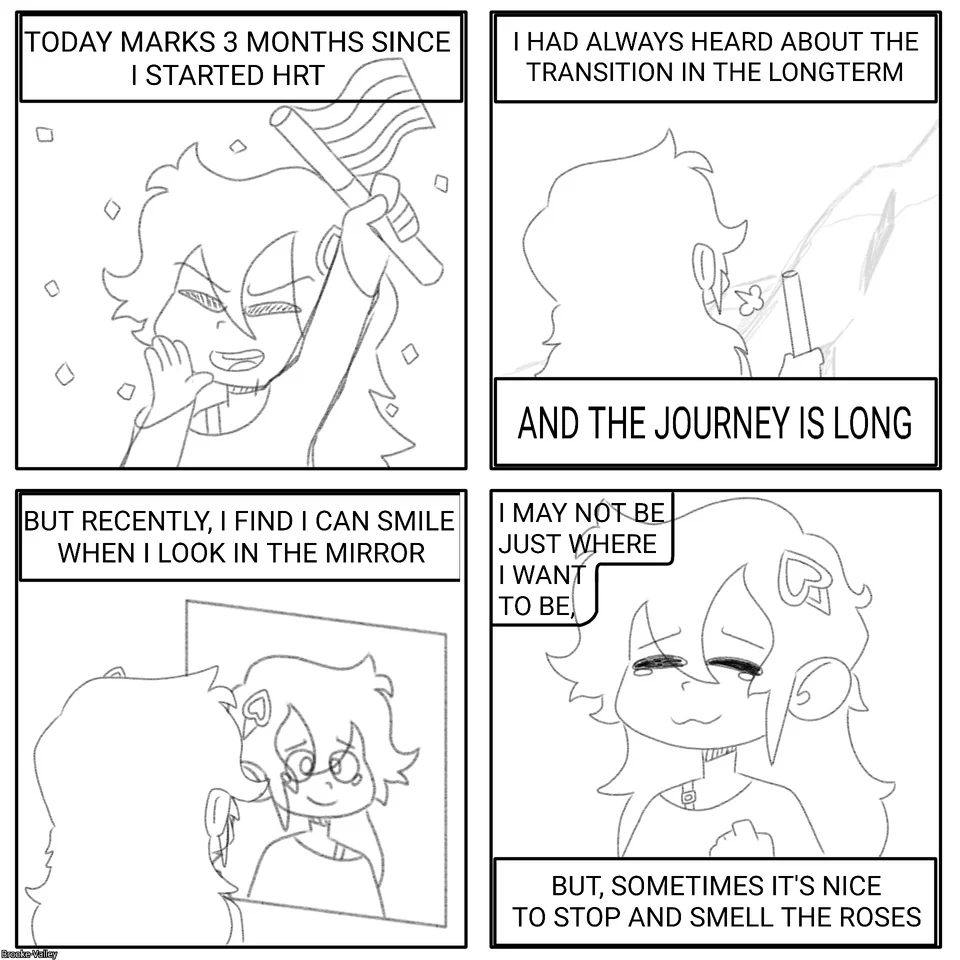 TODAY MARKS 3 MONTHS SINCE
I STARTED HRT
I HAD ALWAYS HEARD ABOUT THE
TRANSITION IN THE LONGTERM
AND THE JOURNEY IS LONG
BUT RECENTLY, I FIND I CAN SMILE
WHEN I LOOK IN THE MIRROR
I MAY NOT BE
JUST WHERE
I WANT
TO BE,
BUT, SOMETIMES IT'S NICE
TO STOP AND SMELL THE ROSES
Brooke-Valley